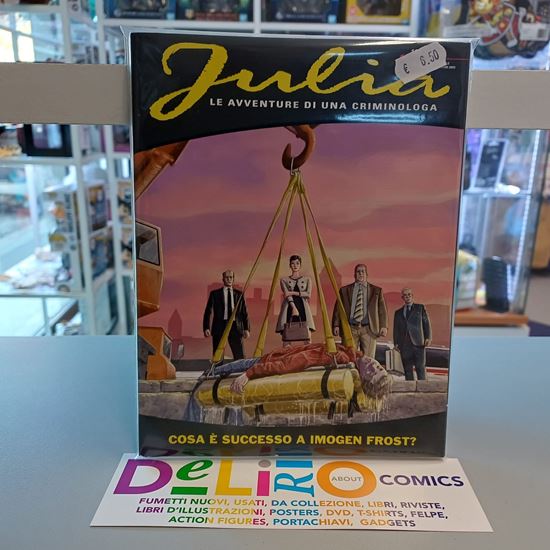 Julia
€ 6,50
LE AVVENTURE DI UNA CRIMINOLOGA
COSA È SUCCESSO A IMOGEN FROST?
DeLiRiO ABOUT COMICS
FUMETTI NUOVI, USATI, DA COLLEZIONE, LIBRI, RIVISTE,
LIBRI D'ILLUSTRAZIONI, POSTERS, DVD, T-SHIRTS, FELPE,
ACTION FIGURES, PORTACHIAVI, GADGETS